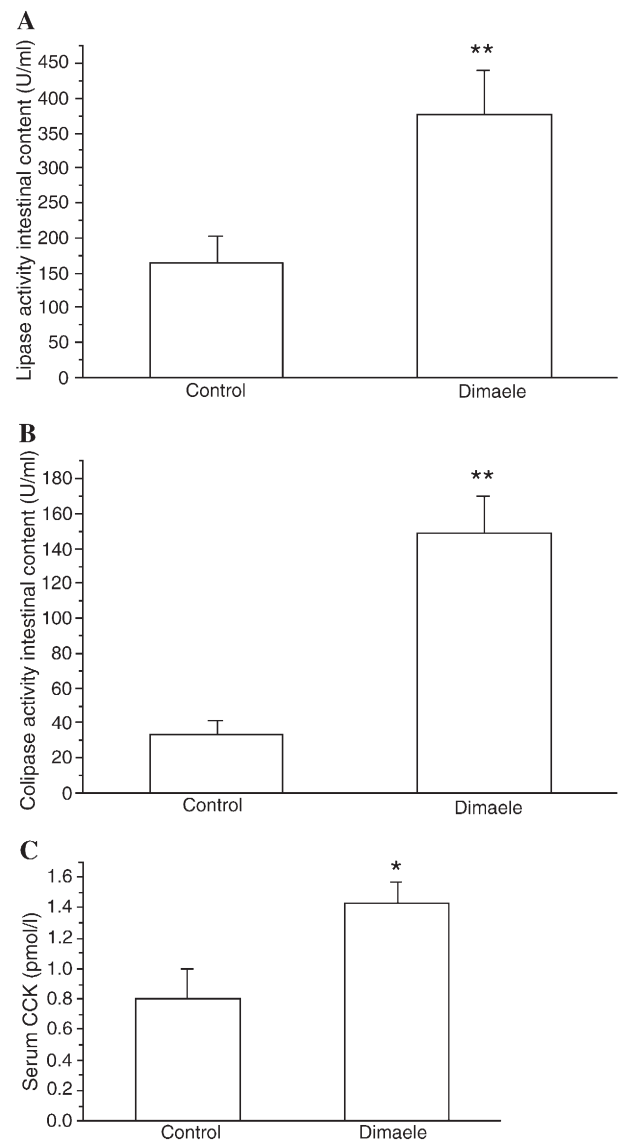 A
Lipase activity intestinal content (U/ml)
450
400
350
300
250
200
150
100
50
0
**
Control
Dimaele
B
Colipase activity intestinal content (U/ml)
180
160
140
120
100
80
60
40
20
0
**
Control
Dimaele
C
Serum CCK (pmol/l)
1.6
1.4
1.2
1.0
0.8
0.6
0.4
0.2
0.0
*
Control
Dimaele